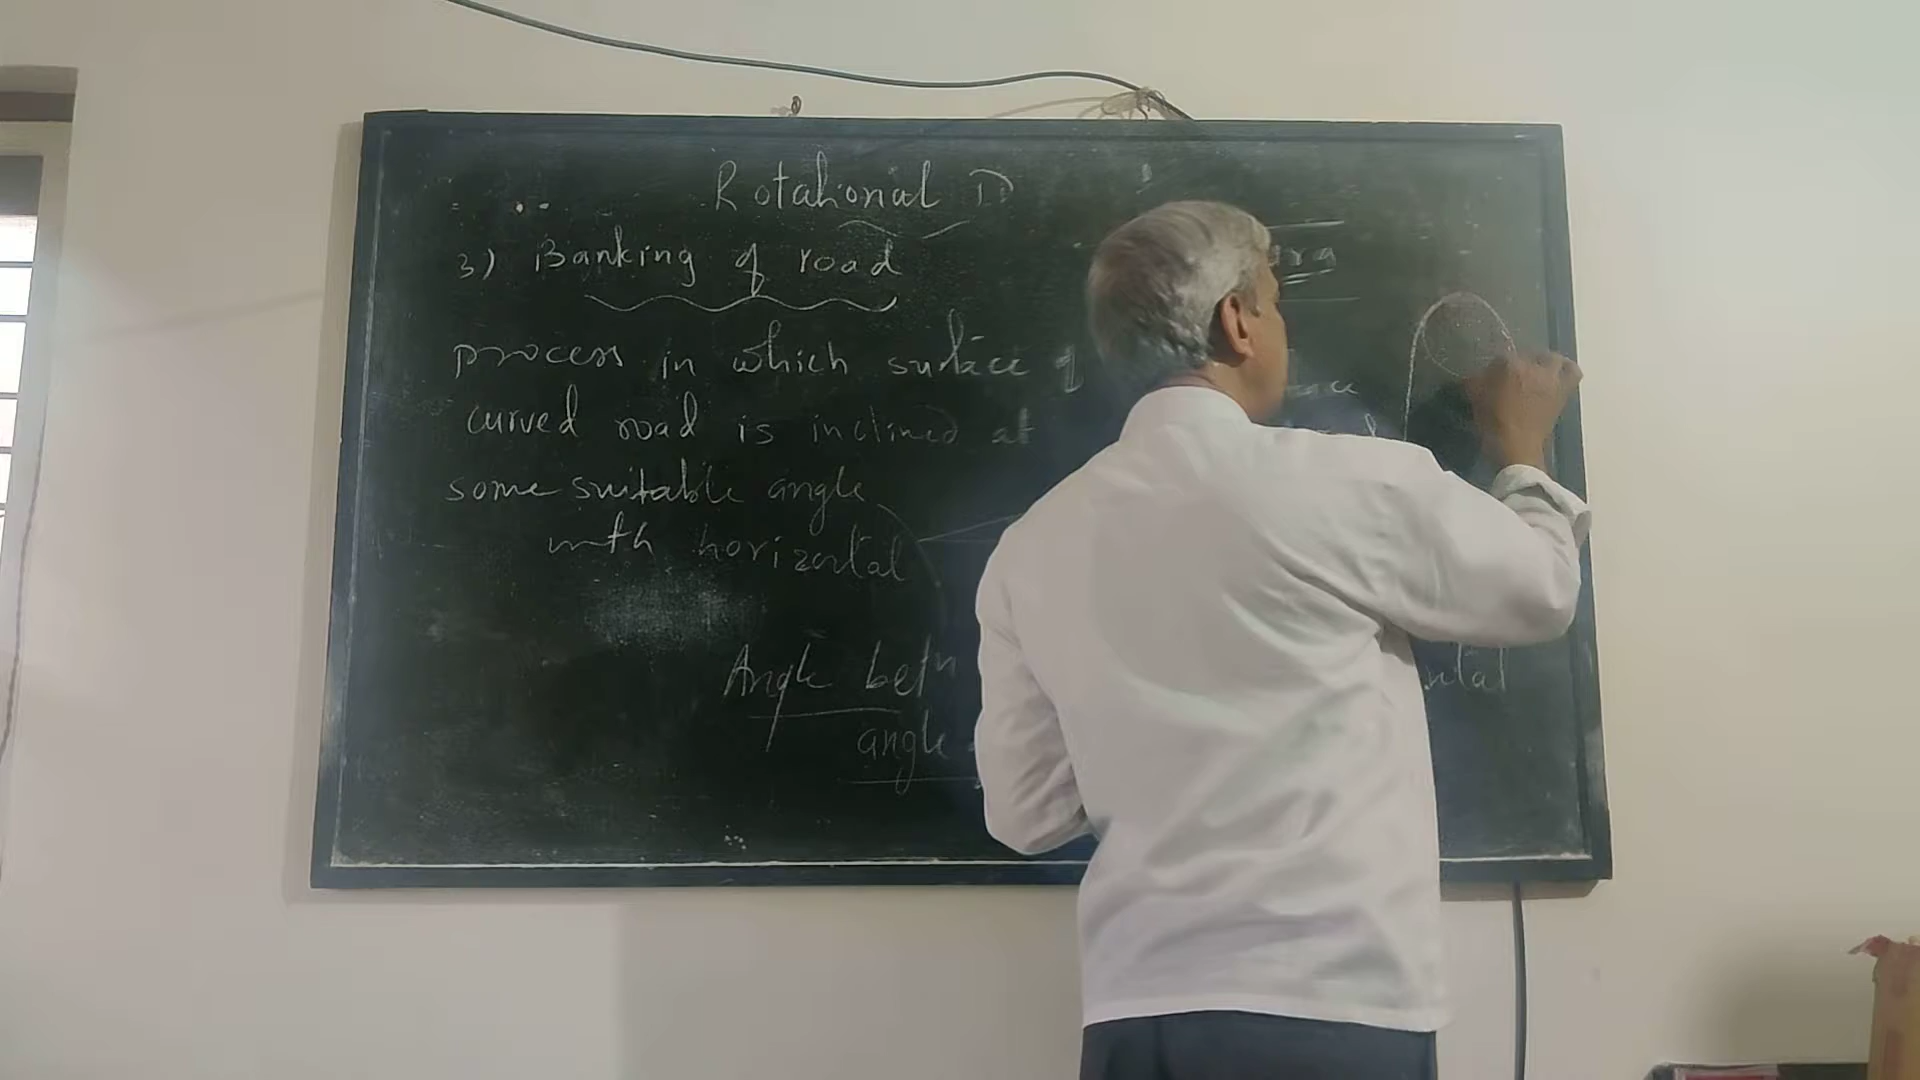 Rotational D
3) Banking of road
process in which surface of
curved road is inclined at
some suitable angle
with horizontal
Angle betn
angle